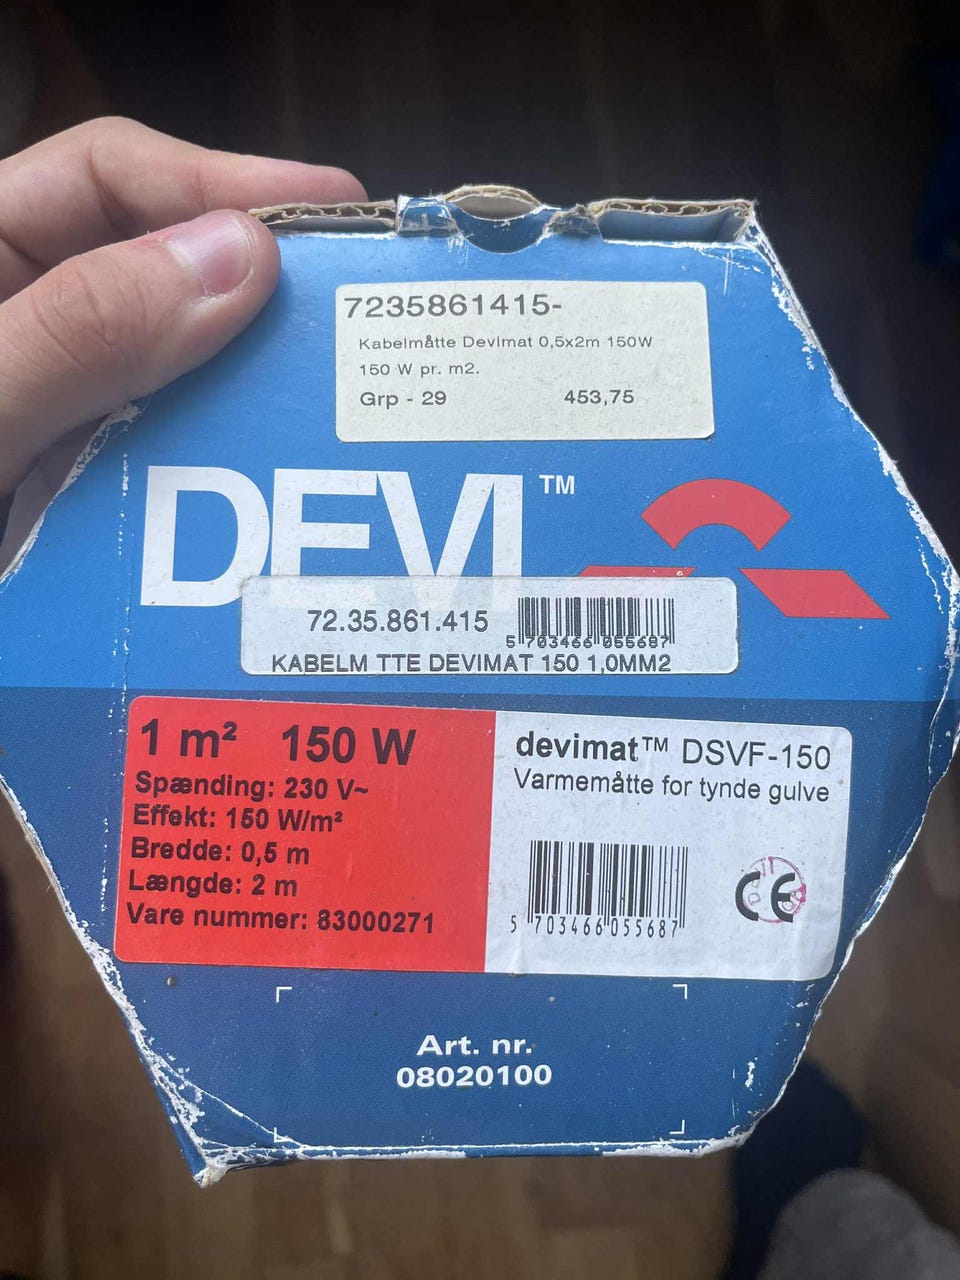 7235861415-
Kabelmåtte Devimat 0,5x2m 150W
150 W pr. m2.
Grp - 29 453,75
DEVI™
72.35.861.415
5 703466 055687
KABELM TTE DEVIMAT 150 1,0MM2
1 m² 150 W
Spænding: 230 V~
Effekt: 150 W/m²
Bredde: 0,5 m
Længde: 2 m
Vare nummer: 83000271
devimat™ DSVF-150
Varmemåtte for tynde gulve
5 703466 055687
CE
Art. nr.
08020100